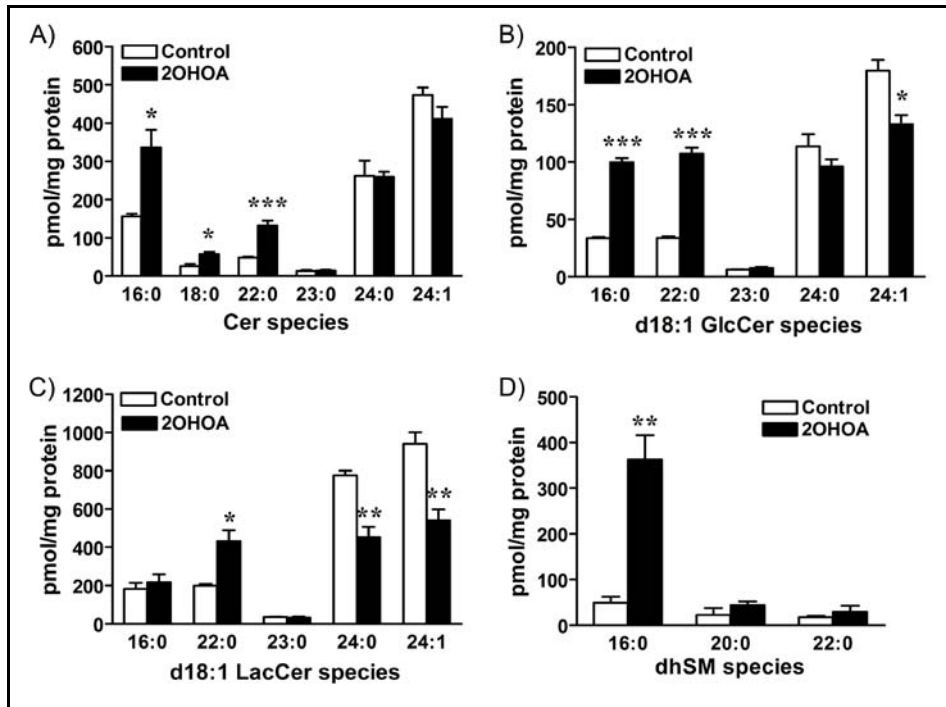 A)
600
500
400
300
200
100
0
pmol/mg protein
Control
2OHOA
*
*
***
16:0 18:0 22:0 23:0 24:0 24:1
Cer species
B)
200
150
100
50
0
pmol/mg protein
Control
2OHOA
***
***
*
16:0 22:0 23:0 24:0 24:1
d18:1 GlcCer species
C)
1200
1000
800
600
400
200
0
pmol/mg protein
Control
2OHOA
*
**
**
16:0 22:0 23:0 24:0 24:1
d18:1 LacCer species
D)
500
400
300
200
100
0
pmol/mg protein
Control
2OHOA
**
16:0 20:0 22:0
dhSM species